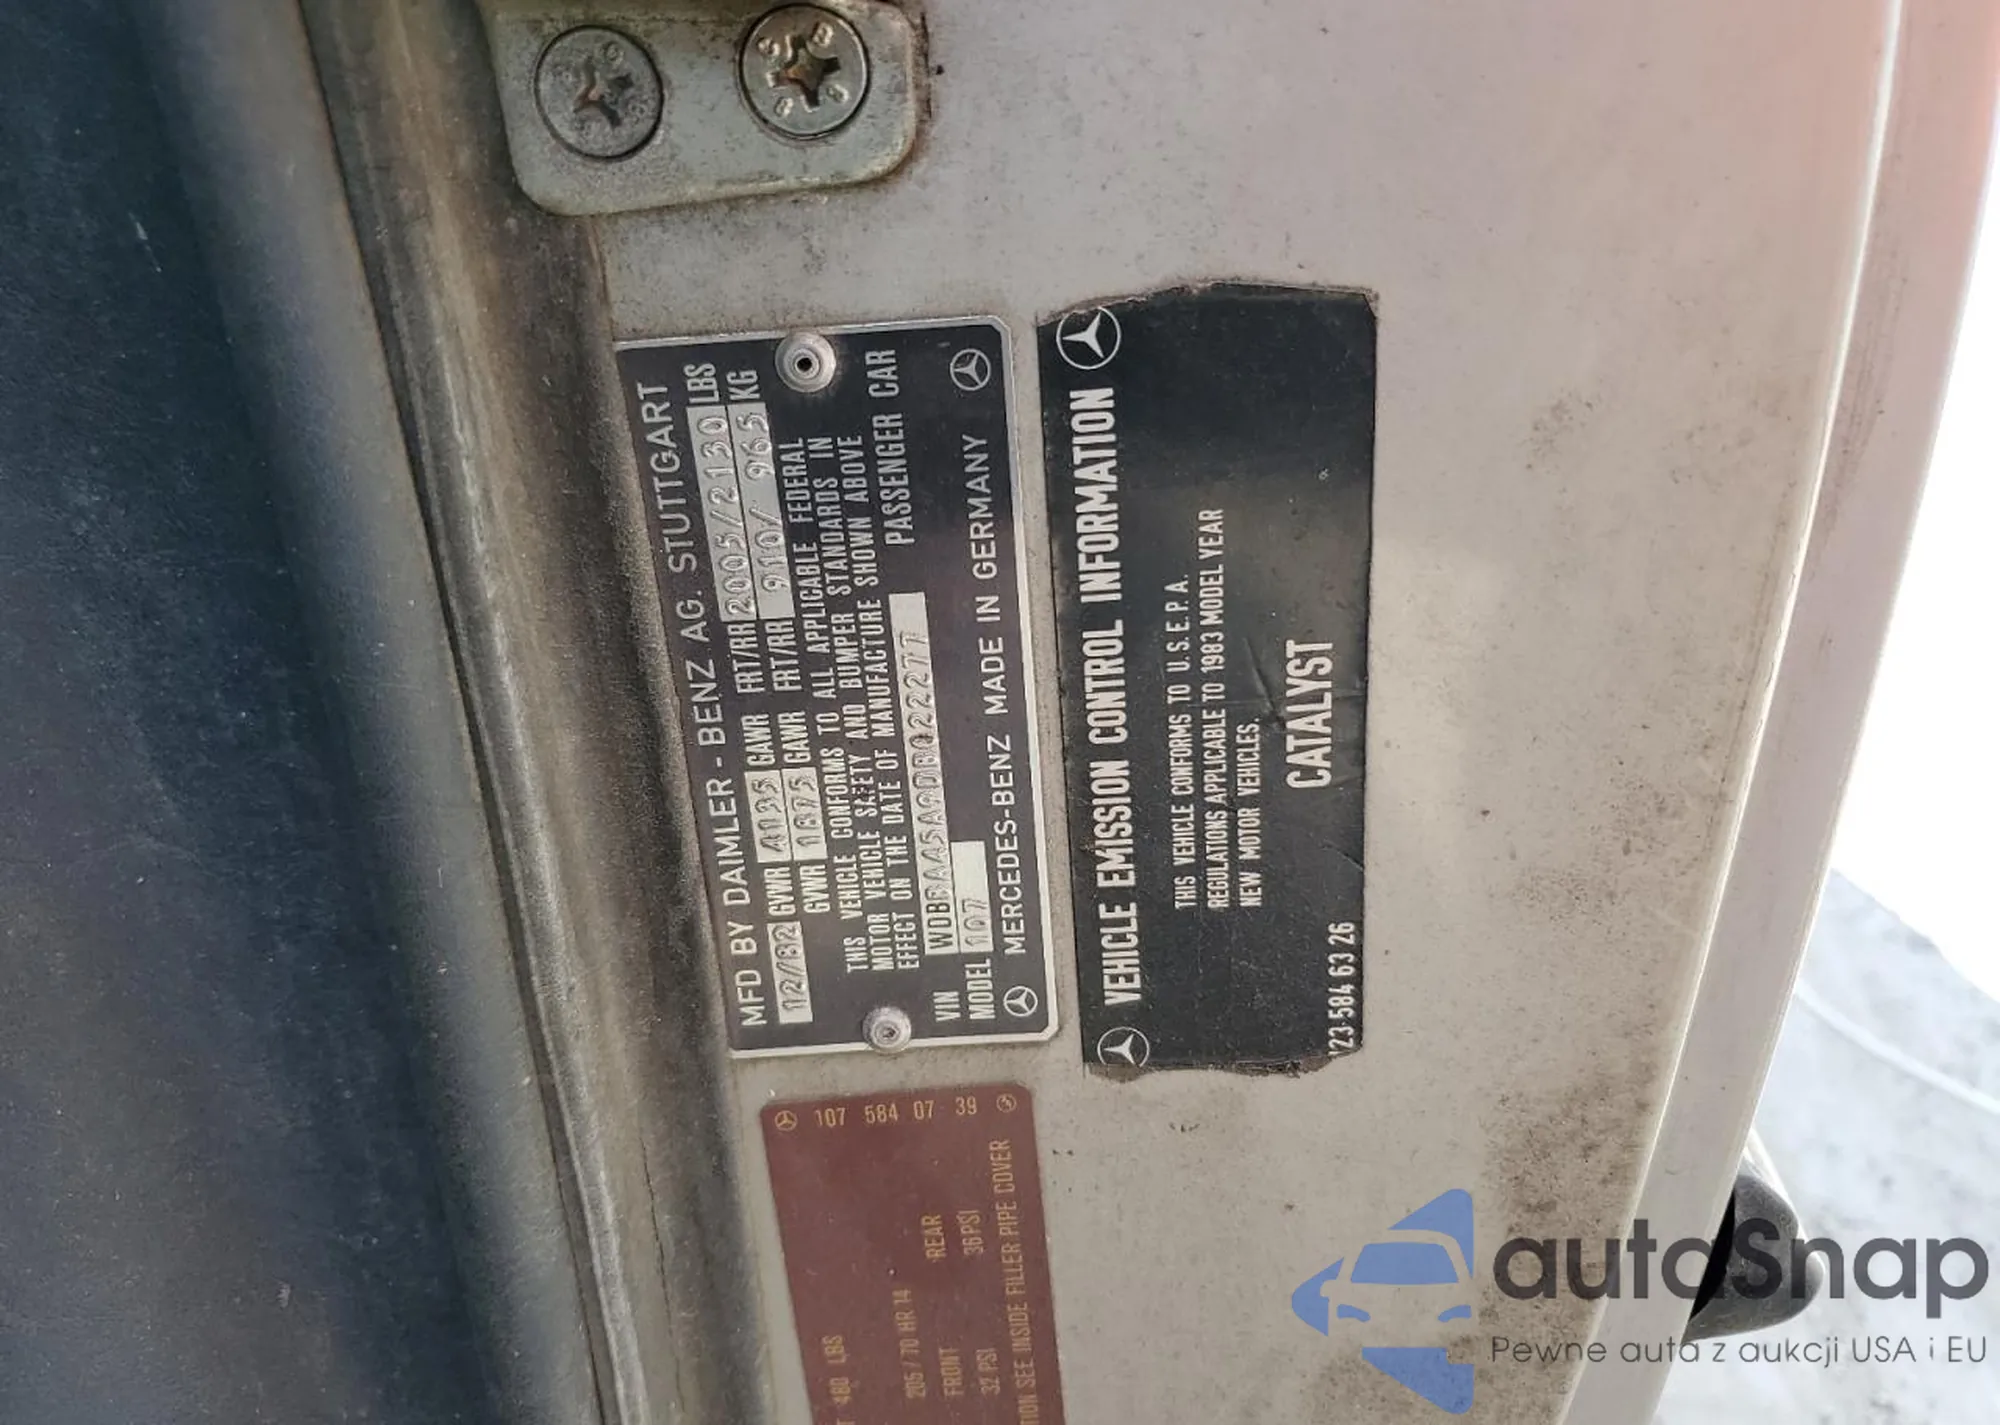 MFD BY DAIMLER - BENZ AG. STUTTGART
12/82 GVWR 4135 GAWR FRT/RR 2005/2130 LBS
GVWR 1875 GAWR FRT/RR 910/ 965 KG
THIS VEHICLE CONFORMS TO ALL APPLICABLE FEDERAL
MOTOR VEHICLE SAFETY AND BUMPER STANDARDS IN
EFFECT ON THE DATE OF MANUFACTURE SHOWN ABOVE
PASSENGER CAR
VIN WDBBA45A9DB022277
MODEL 107
MERCEDES-BENZ MADE IN GERMANY
VEHICLE EMISSION CONTROL INFORMATION
THIS VEHICLE CONFORMS TO U.S.E.P.A.
REGULATIONS APPLICABLE TO 1983 MODEL YEAR
NEW MOTOR VEHICLES.
CATALYST
123 584 63 26
107 584 07 39
480 LBS
205 / 70 HR 14
FRONT REAR
32 PSI 36 PSI
SEE INSIDE FILLER PIPE COVER
autoSnap
Pewne auta z aukcji USA i EU